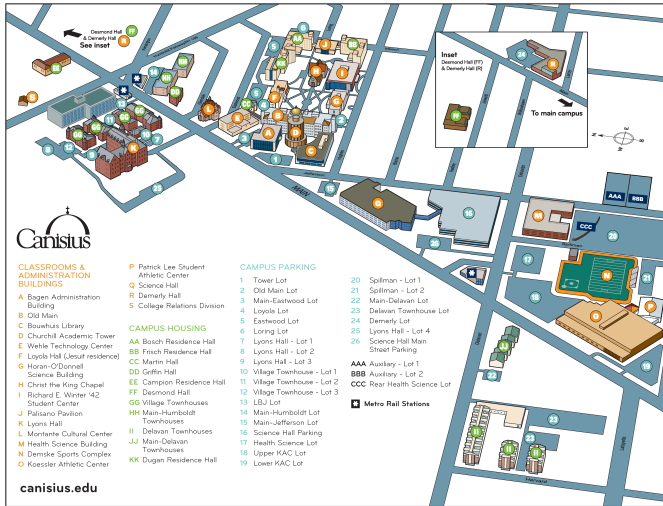 Desmond Hall FF
& Demerly Hall R
See inset
Inset
Desmond Hall (FF)
& Demerly Hall (R)
24
R
FF
To main campus
MAIN
Delavan
Harvard
AAA
BBB
CCC
Canisius
CLASSROOMS &
ADMINISTRATION
BUILDINGS
A Bagen Administration
Building
B Old Main
C Bouwhuis Library
D Churchill Academic Tower
E Wehle Technology Center
F Loyola Hall (Jesuit residence)
G Horan-O'Donnell
Science Building
H Christ the King Chapel
I Richard E. Winter '42
Student Center
J Palisano Pavilion
K Lyons Hall
L Montante Cultural Center
M Health Science Building
N Demske Sports Complex
O Koessler Athletic Center
P Patrick Lee Student
Athletic Center
Q Science Hall
R Demerly Hall
S College Relations Division
CAMPUS HOUSING
AA Bosch Residence Hall
BB Frisch Residence Hall
CC Martin Hall
DD Griffin Hall
EE Campion Residence Hall
FF Desmond Hall
GG Village Townhouses
HH Main-Humboldt
Townhouses
II Delavan Townhouses
JJ Main-Delavan
Townhouses
KK Dugan Residence Hall
CAMPUS PARKING
1 Tower Lot
2 Old Main Lot
3 Main-Eastwood Lot
4 Loyola Lot
5 Eastwood Lot
6 Loring Lot
7 Lyons Hall - Lot 1
8 Lyons Hall - Lot 2
9 Lyons Hall - Lot 3
10 Village Townhouse - Lot 1
11 Village Townhouse - Lot 2
12 Village Townhouse - Lot 3
13 LBJ Lot
14 Main-Humboldt Lot
15 Main-Jefferson Lot
16 Science Hall Parking
17 Health Science Lot
18 Upper KAC Lot
19 Lower KAC Lot
20 Spillman - Lot 1
21 Spillman - Lot 2
22 Main-Delavan Lot
23 Delavan Townhouse Lot
24 Demerly Lot
25 Lyons Hall - Lot 4
26 Science Hall Main
Street Parking
AAA Auxiliary - Lot 1
BBB Auxiliary - Lot 2
CCC Rear Health Science Lot
Metro Rail Stations
canisius.edu